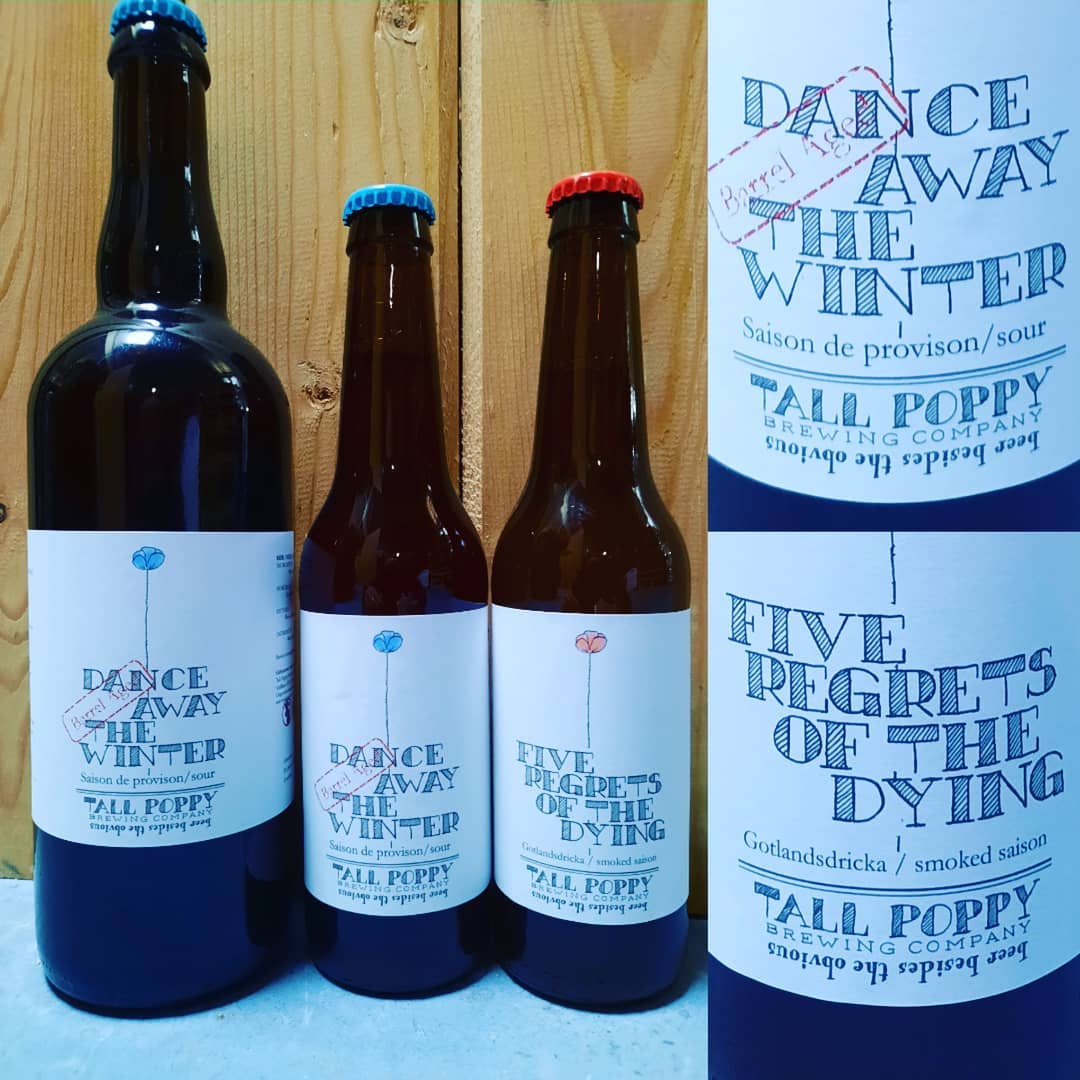 DANCE
AWAY
THE
WINTER
Barrel Aged
Saison de provison/sour
TALL POPPY
BREWING COMPANY
beer besides the obvious
DANCE
AWAY
THE
WINTER
Barrel Aged
Saison de provison/sour
TALL POPPY
BREWING COMPANY
beer besides the obvious
FIVE
REGRETS
OF THE
DYING
Gotlandsdricka / smoked saison
TALL POPPY
BREWING COMPANY
beer besides the obvious
DANCE
AWAY
THE
WINTER
Barrel Aged
Saison de provison/sour
TALL POPPY
BREWING COMPANY
beer besides the obvious
FIVE
REGRETS
OF THE
DYING
Gotlandsdricka / smoked saison
TALL POPPY
BREWING COMPANY
beer besides the obvious